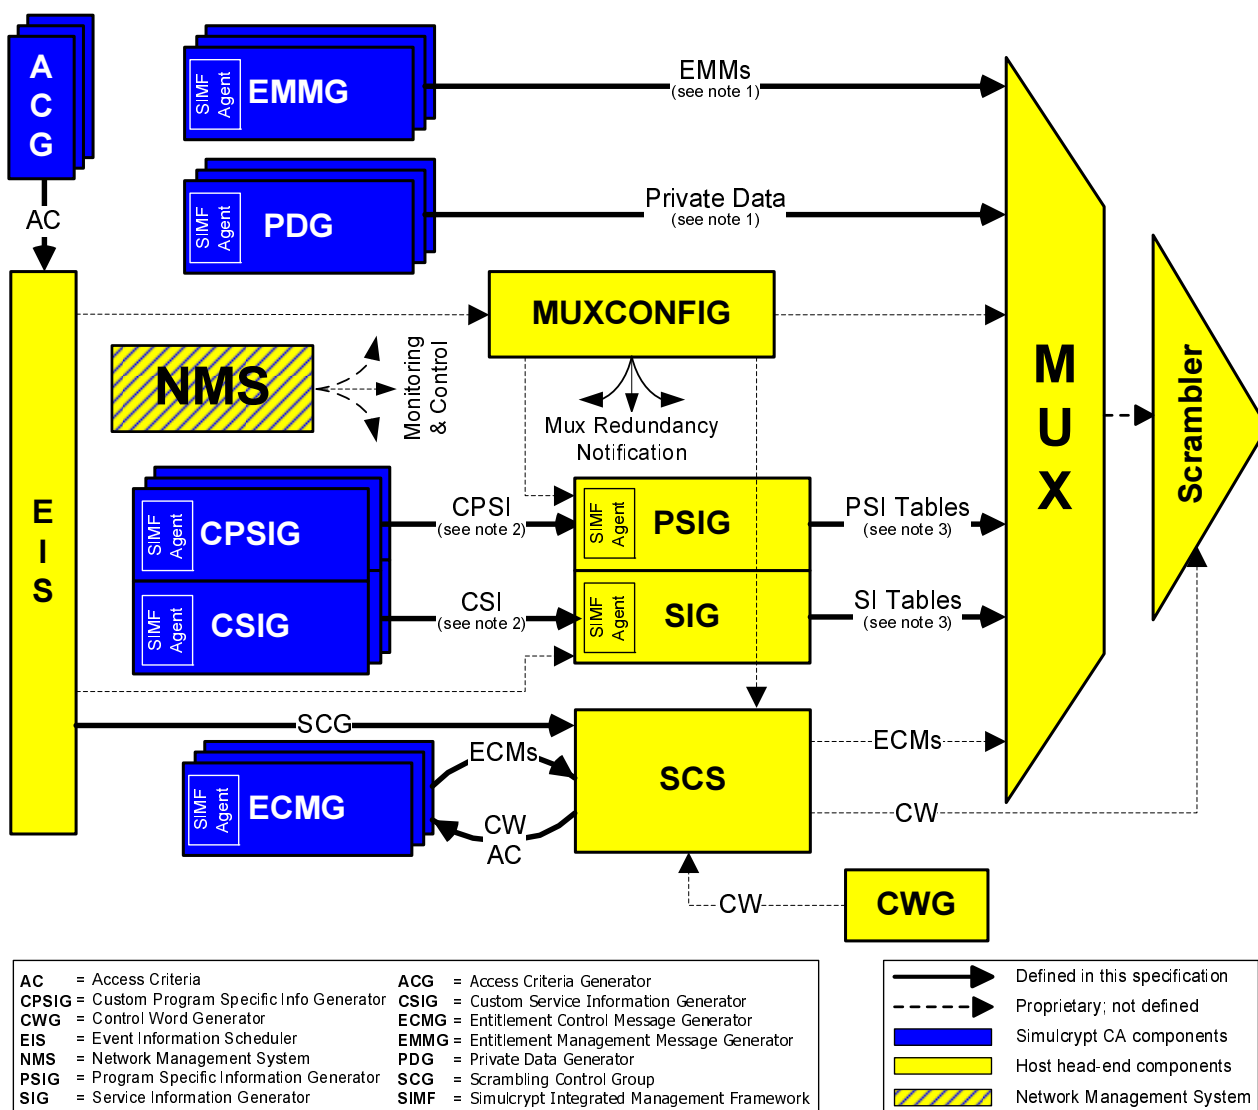 A
C
G
SIMF
Agent
EMMG
EMMs
(see note 1)
SIMF
Agent
PDG
Private Data
(see note 1)
AC
MUXCONFIG
NMS
Monitoring
& Control
Mux Redundancy
Notification
M
U
X
Scrambler
E
I
S
SIMF
Agent
CPSIG
CPSI
(see note 2)
SIMF
Agent
PSIG
PSI Tables
(see note 3)
SIMF
Agent
CSIG
CSI
(see note 2)
SIMF
Agent
SIG
SI Tables
(see note 3)
SCG
SIMF
Agent
ECMG
ECMs
CW
AC
SCS
ECMs
CW
CW
CWG
AC = Access Criteria
CPSIG = Custom Program Specific Info Generator
CWG = Control Word Generator
EIS = Event Information Scheduler
NMS = Network Management System
PSIG = Program Specific Information Generator
SIG = Service Information Generator
ACG = Access Criteria Generator
CSIG = Custom Service Information Generator
ECMG = Entitlement Control Message Generator
EMMG = Entitlement Management Message Generator
PDG = Private Data Generator
SCG = Scrambling Control Group
SIMF = Simulcrypt Integrated Management Framework
Defined in this specification
Proprietary; not defined
Simulcrypt CA components
Host head-end components
Network Management System